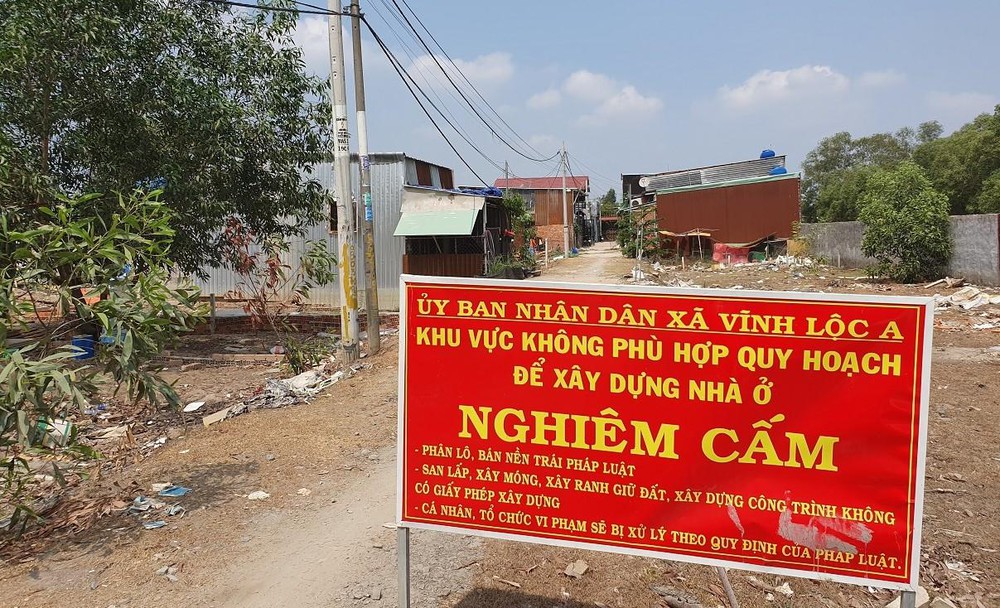 ỦY BAN NHÂN DÂN XÃ VĨNH LỘC A
KHU VỰC KHÔNG PHÙ HỢP QUY HOẠCH
ĐỂ XÂY DỰNG NHÀ Ở
NGHIÊM CẤM
- PHÂN LÔ, BÁN NỀN TRÁI PHÁP LUẬT
- SAN LẤP, XÂY MÓNG, XÂY RANH GIỮ ĐẤT, XÂY DỰNG CÔNG TRÌNH KHÔNG
CÓ GIẤY PHÉP XÂY DỰNG
- CÁ NHÂN, TỔ CHỨC VI PHẠM SẼ BỊ XỬ LÝ THEO QUY ĐỊNH CỦA PHÁP LUẬT.